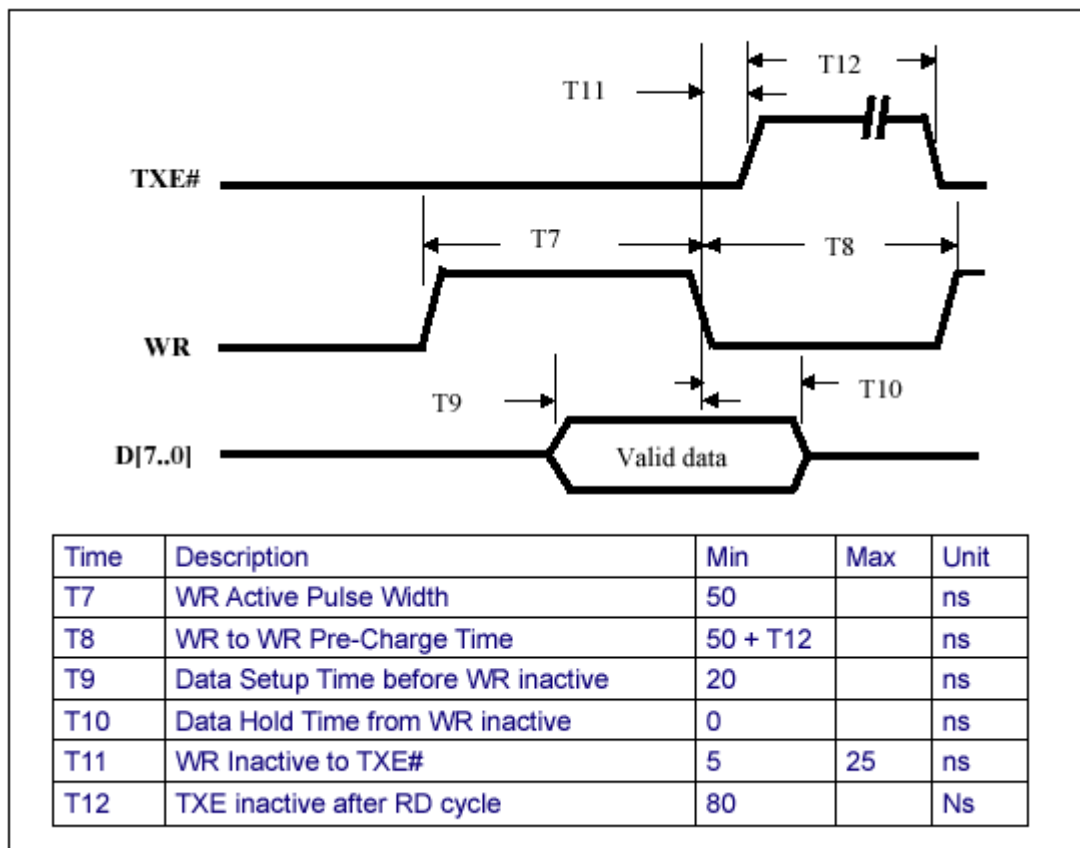 T12
T11
TXE#
T7
T8
WR
T9
T10
D[7..0]
Valid data
Time Description Min Max Unit
T7 WR Active Pulse Width 50 ns
T8 WR to WR Pre-Charge Time 50 + T12 ns
T9 Data Setup Time before WR inactive 20 ns
T10 Data Hold Time from WR inactive 0 ns
T11 WR Inactive to TXE# 5 25 ns
T12 TXE inactive after RD cycle 80 Ns